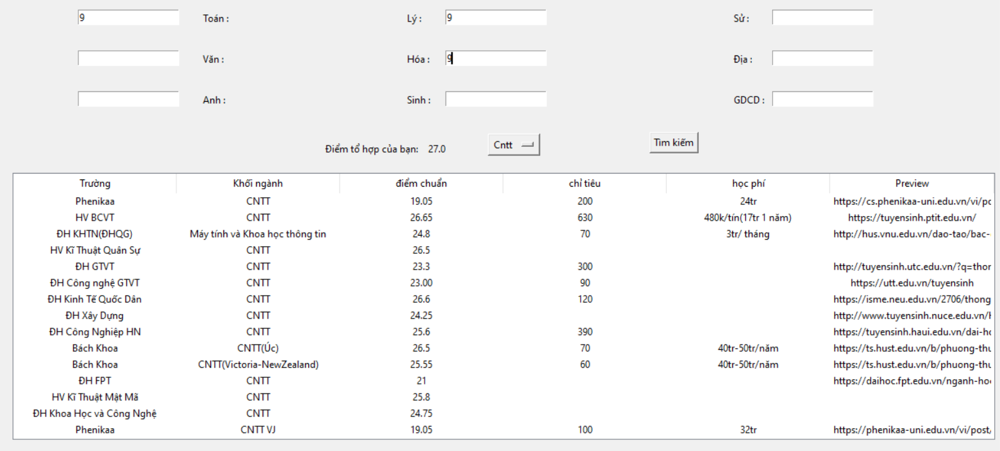 9 Toán : Lý : 9 Sử :
Văn : Hóa : 9 Địa :
Anh : Sinh : GDCD :
Điểm tổ hợp của bạn: 27.0 Cntt Tìm kiếm
Trường Khối ngành điểm chuẩn chỉ tiêu học phí Preview
Phenikaa CNTT 19.05 200 24tr https://cs.phenikaa-uni.edu.vn/vi/po
HV BCVT CNTT 26.65 630 480k/tín(17tr 1 năm) https://tuyensinh.ptit.edu.vn/
ĐH KHTN(ĐHQG) Máy tính và Khoa học thông tin 24.8 70 3tr/ tháng http://hus.vnu.edu.vn/dao-tao/bac-
HV Kĩ Thuật Quân Sự CNTT 26.5
ĐH GTVT CNTT 23.3 300 http://tuyensinh.utc.edu.vn/?q=thon
ĐH Công nghệ GTVT CNTT 23.00 90 https://utt.edu.vn/tuyensinh
ĐH Kinh Tế Quốc Dân CNTT 26.6 120 https://isme.neu.edu.vn/2706/thong
ĐH Xây Dựng CNTT 24.25 http://www.tuyensinh.nuce.edu.vn/
ĐH Công Nghiệp HN CNTT 25.6 390 https://tuyensinh.haui.edu.vn/dai-ho
Bách Khoa CNTT(Úc) 26.5 70 40tr-50tr/năm https://ts.hust.edu.vn/b/phuong-thu
Bách Khoa CNTT(Victoria-NewZealand) 25.55 60 40tr-50tr/năm https://ts.hust.edu.vn/b/phuong-thu
ĐH FPT CNTT 21 https://daihoc.fpt.edu.vn/nganh-ho
HV Kĩ Thuật Mật Mã CNTT 25.8
ĐH Khoa Học và Công Nghệ CNTT 24.75
Phenikaa CNTT VJ 19.05 100 32tr https://phenikaa-uni.edu.vn/vi/post/